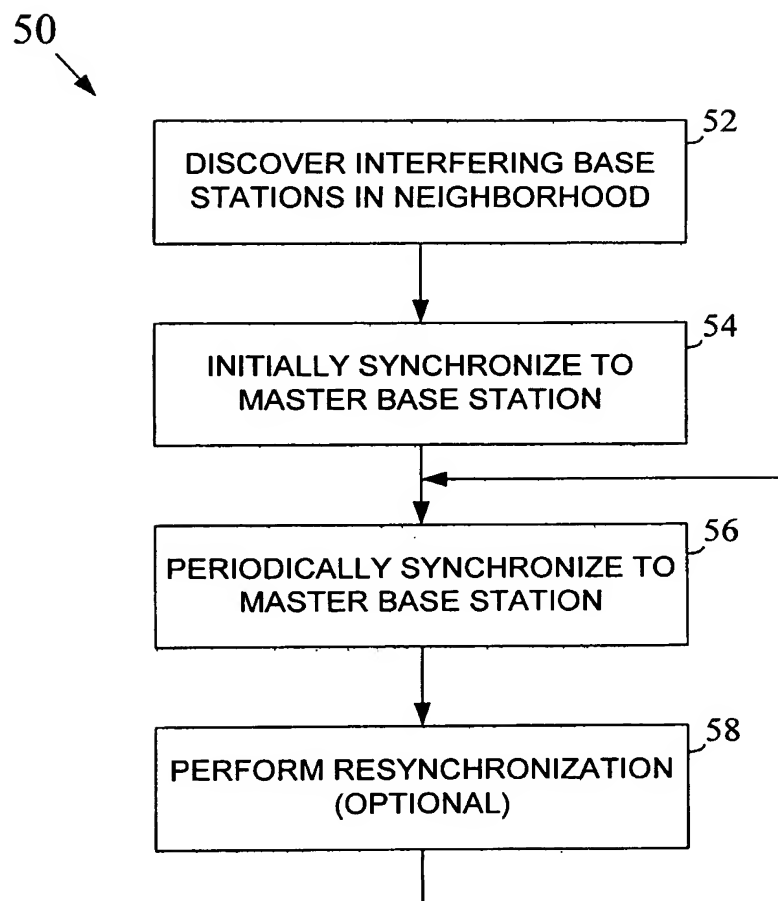 50
52
DISCOVER INTERFERING BASE
STATIONS IN NEIGHBORHOOD
54
INITIALLY SYNCHRONIZE TO
MASTER BASE STATION
56
PERIODICALLY SYNCHRONIZE TO
MASTER BASE STATION
58
PERFORM RESYNCHRONIZATION
(OPTIONAL)